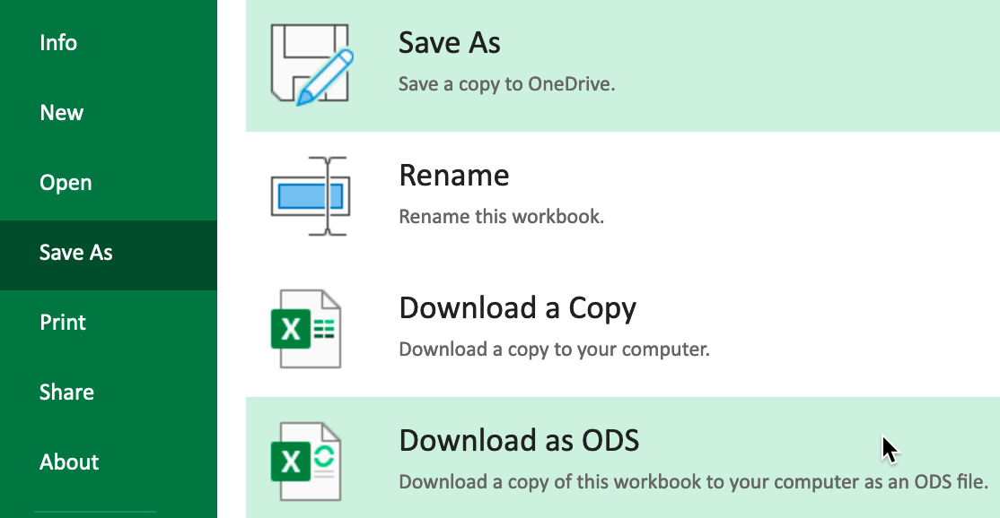 Info
New
Open
Save As
Print
Share
About
Save As
Save a copy to OneDrive.
Rename
Rename this workbook.
X
Download a Copy
Download a copy to your computer.
X
Download as ODS
Download a copy of this workbook to your computer as an ODS file.